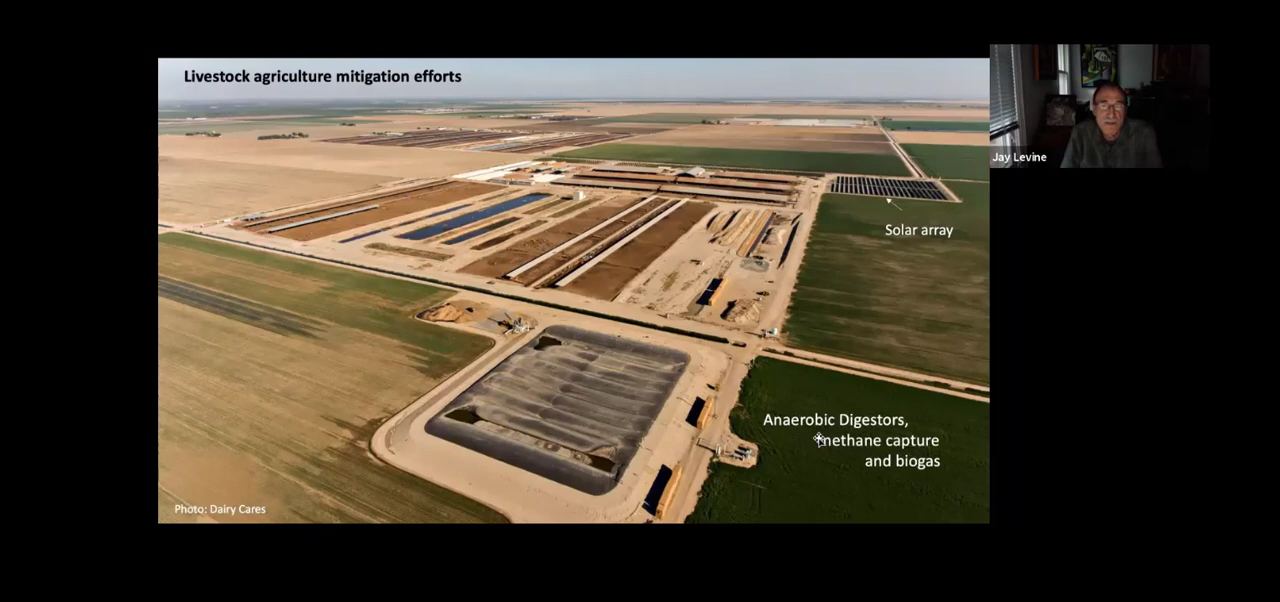 Livestock agriculture mitigation efforts
Jay Levine
Solar array
Anaerobic Digestors,
methane capture
and biogas
Photo: Dairy Cares